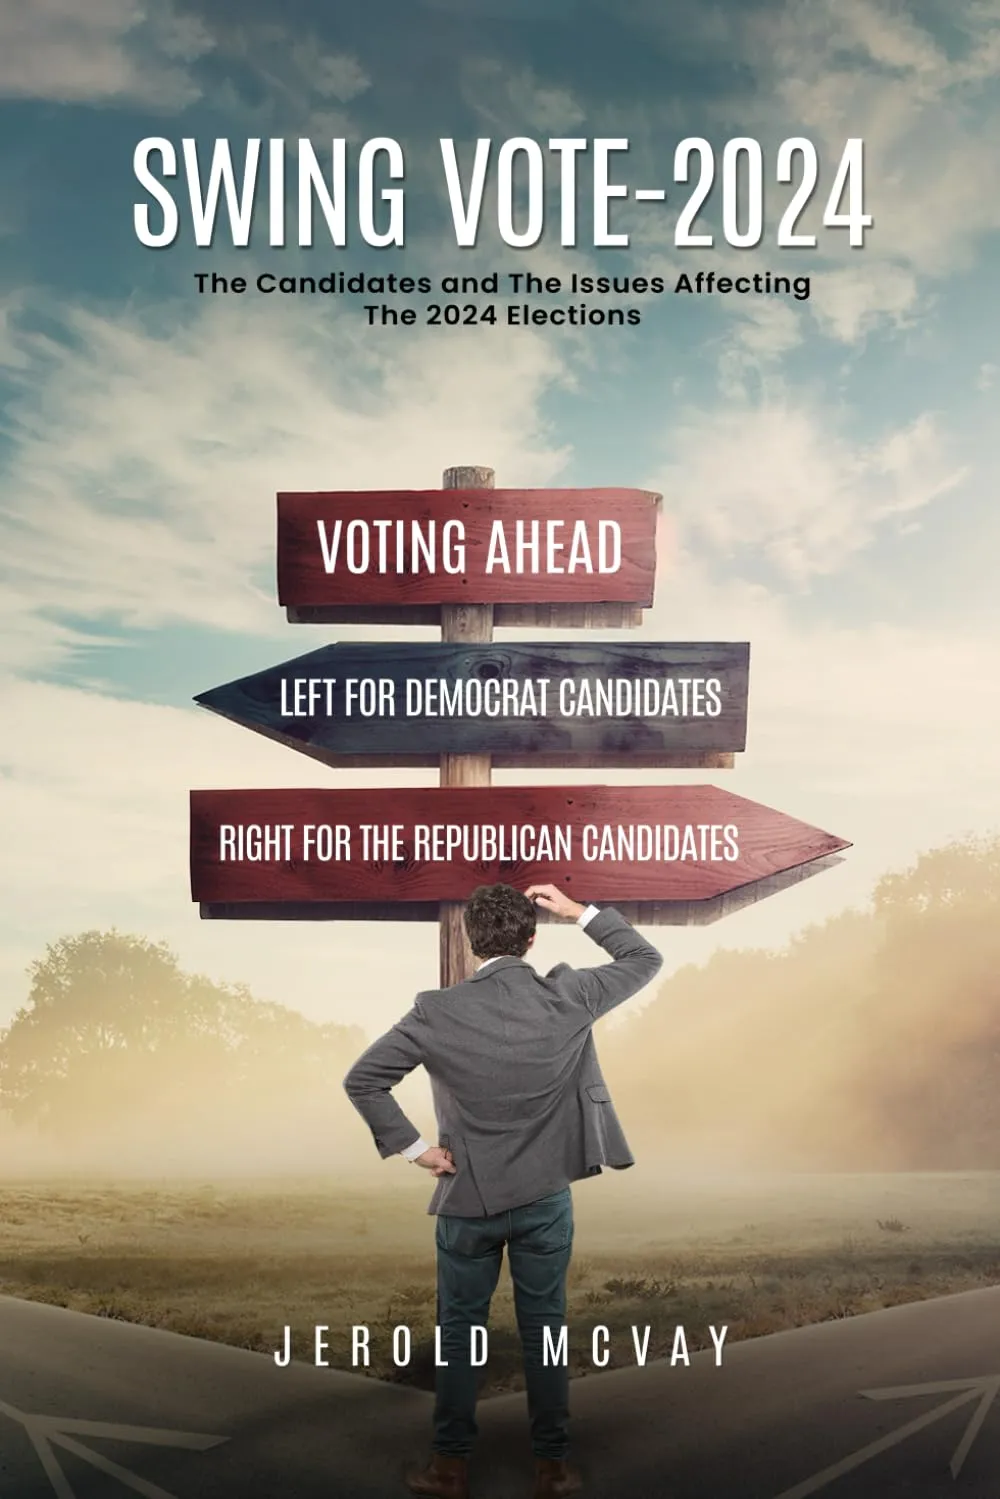 SWING VOTE-2024
The Candidates and The Issues Affecting
The 2024 Elections
VOTING AHEAD
LEFT FOR DEMOCRAT CANDIDATES
RIGHT FOR THE REPUBLICAN CANDIDATES
JEROLD MCVAY